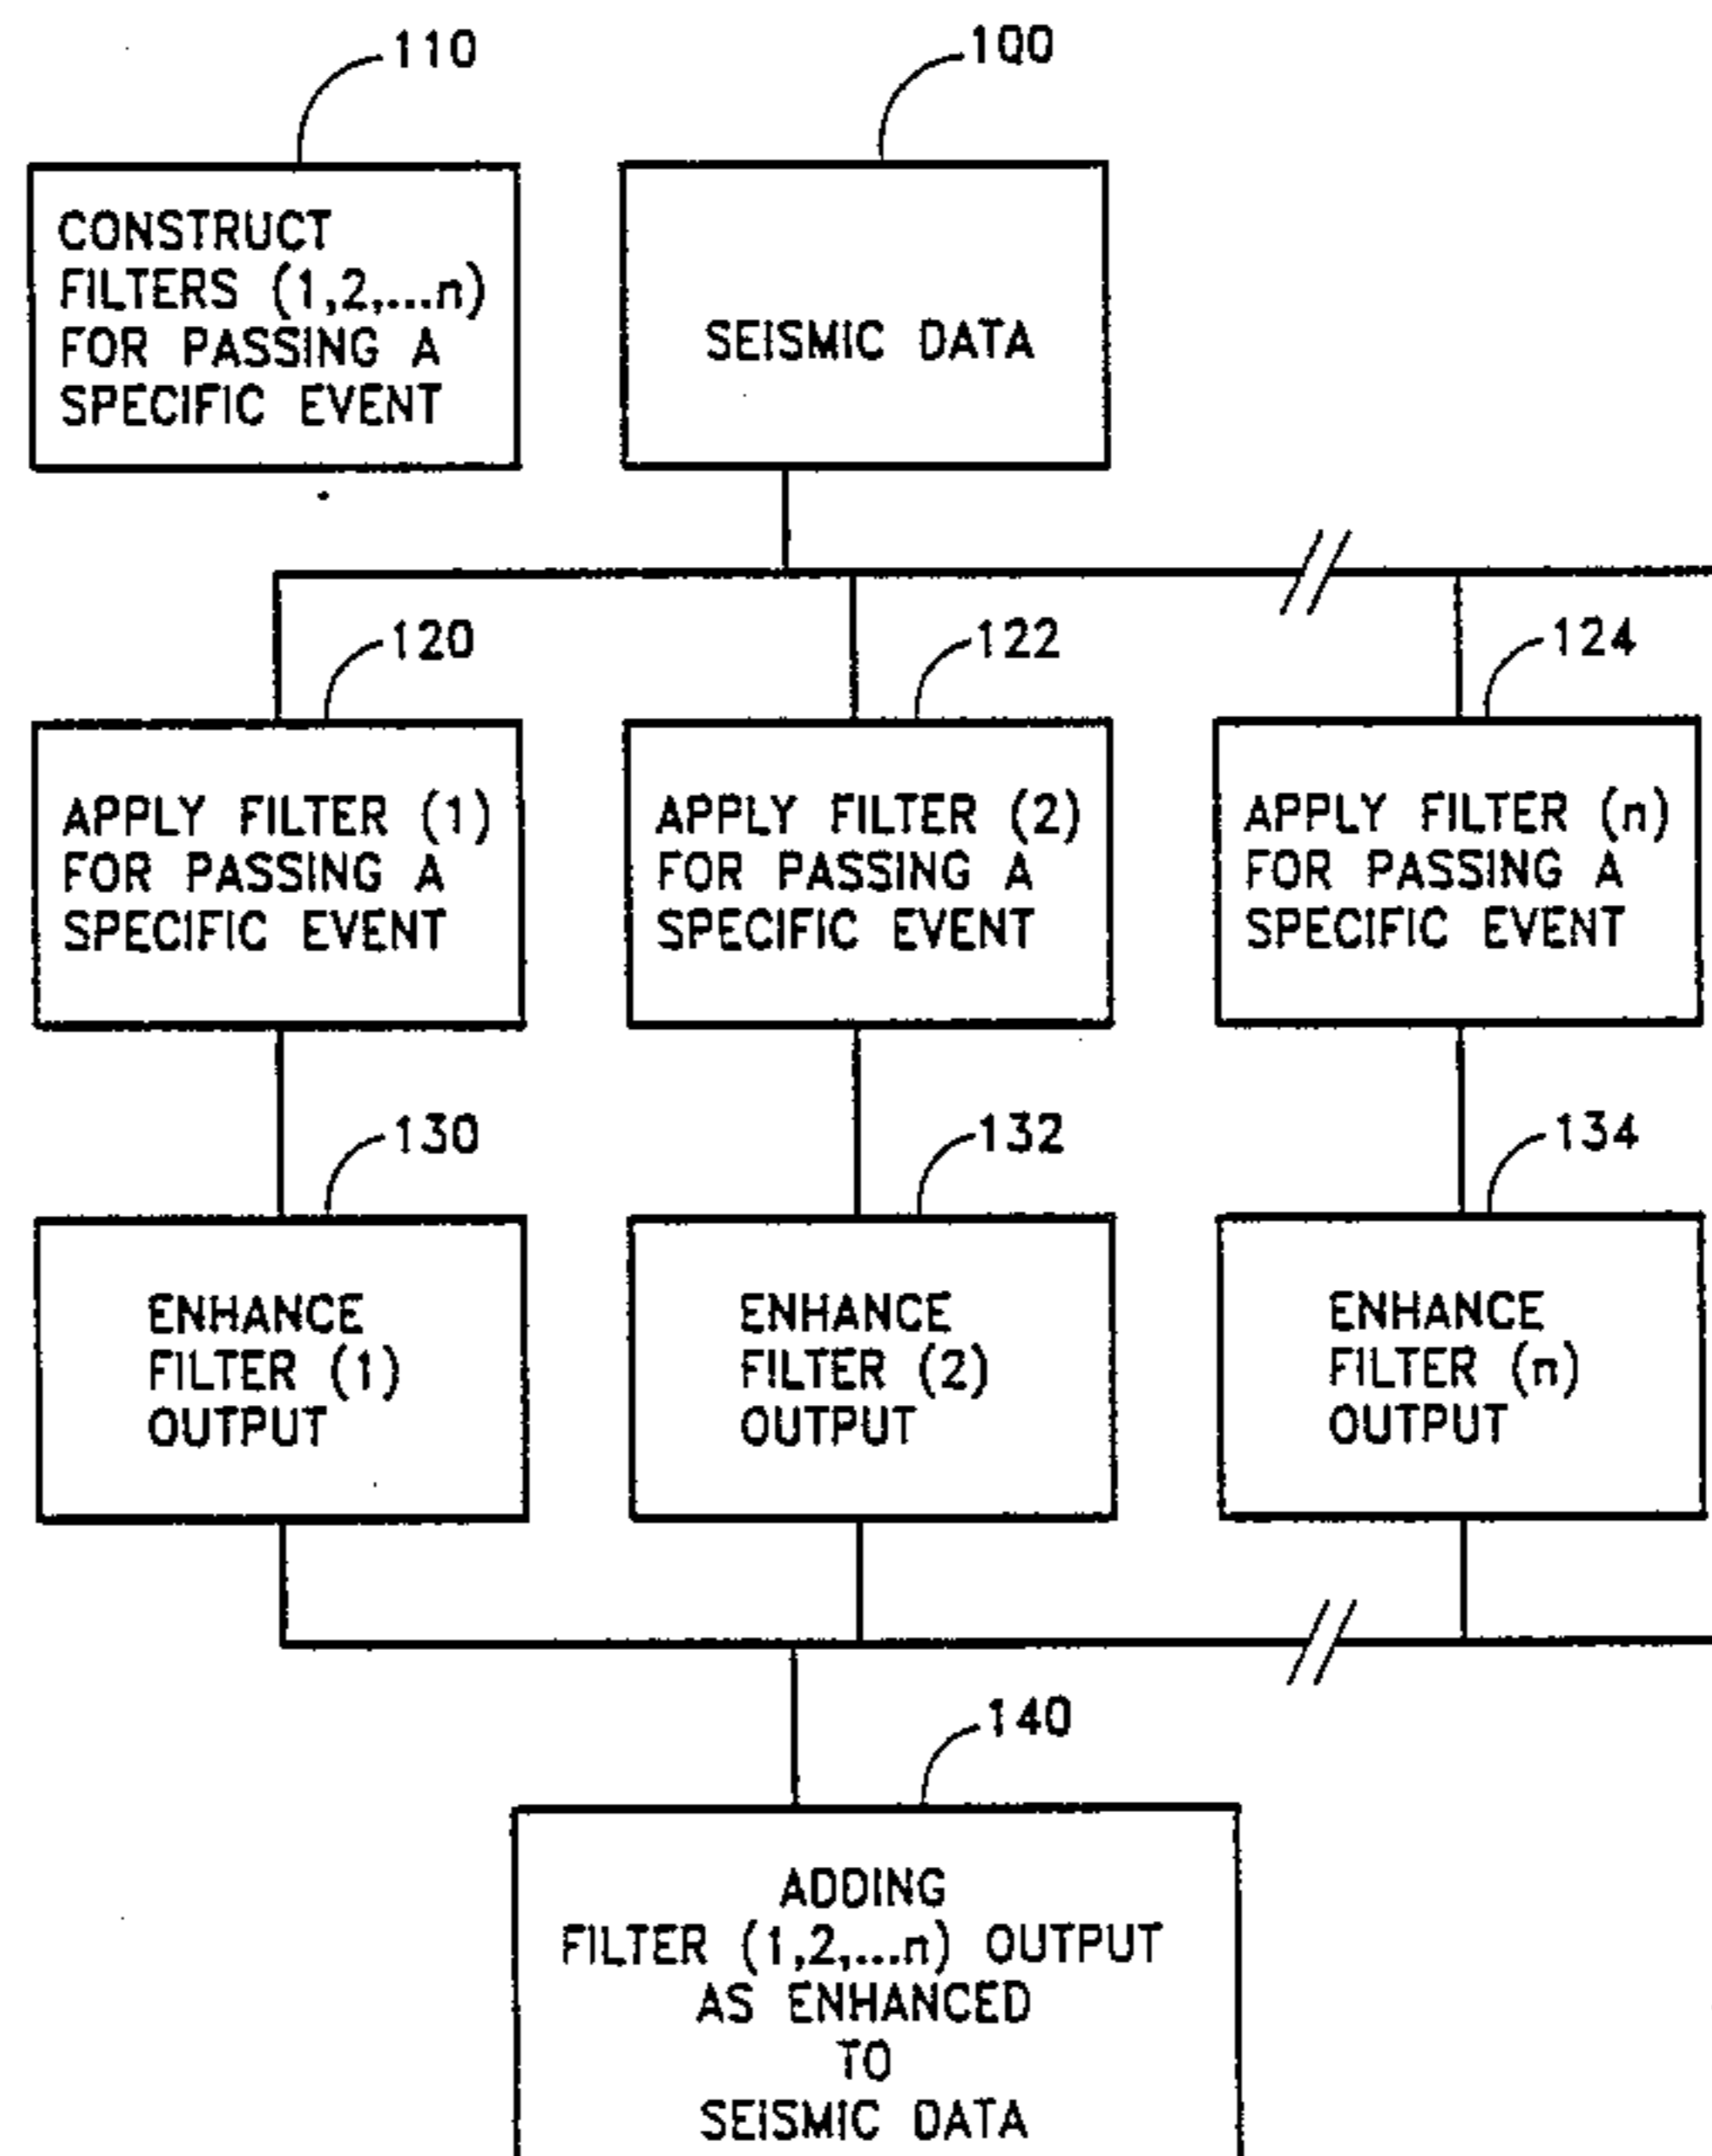 110
100
CONSTRUCT
FILTERS (1,2,...n)
FOR PASSING A
SPECIFIC EVENT
SEISMIC DATA
120
122
124
APPLY FILTER (1)
FOR PASSING A
SPECIFIC EVENT
APPLY FILTER (2)
FOR PASSING A
SPECIFIC EVENT
APPLY FILTER (n)
FOR PASSING A
SPECIFIC EVENT
130
132
134
ENHANCE
FILTER (1)
OUTPUT
ENHANCE
FILTER (2)
OUTPUT
ENHANCE
FILTER (n)
OUTPUT
140
ADDING
FILTER (1,2,...n) OUTPUT
AS ENHANCED
TO
SEISMIC DATA